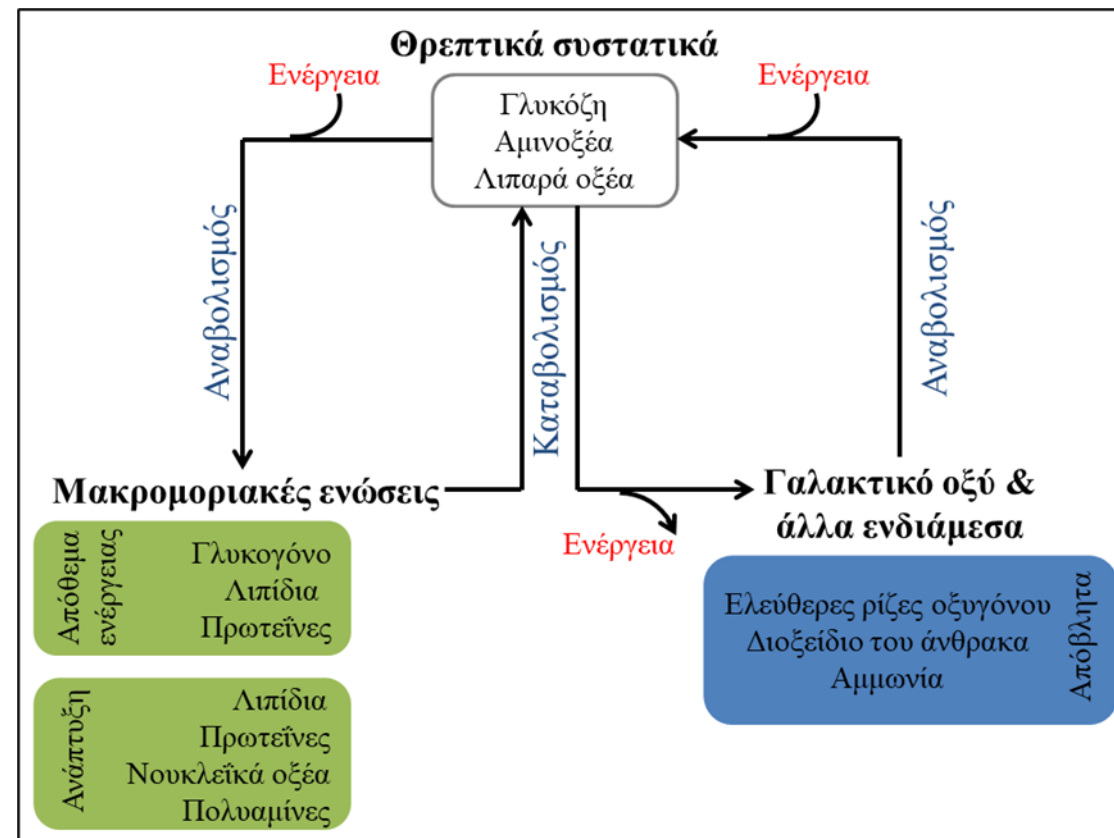 Θρεπτικά συστατικά
Ενέργεια
Ενέργεια
Γλυκόζη
Αμινοξέα
Λιπαρά οξέα
Αναβολισμός
Καταβολισμός
Αναβολισμός
Μακρομοριακές ενώσεις
Γαλακτικό οξύ &
άλλα ενδιάμεσα
Ενέργεια
Απόθεμα
ενέργειας
Γλυκογόνο
Λιπίδια
Πρωτεΐνες
Ελεύθερες ρίζες οξυγόνου
Διοξείδιο του άνθρακα
Αμμωνία
Απόβλητα
Ανάπτυξη
Λιπίδια
Πρωτεΐνες
Νουκλεϊκά οξέα
Πολυαμίνες